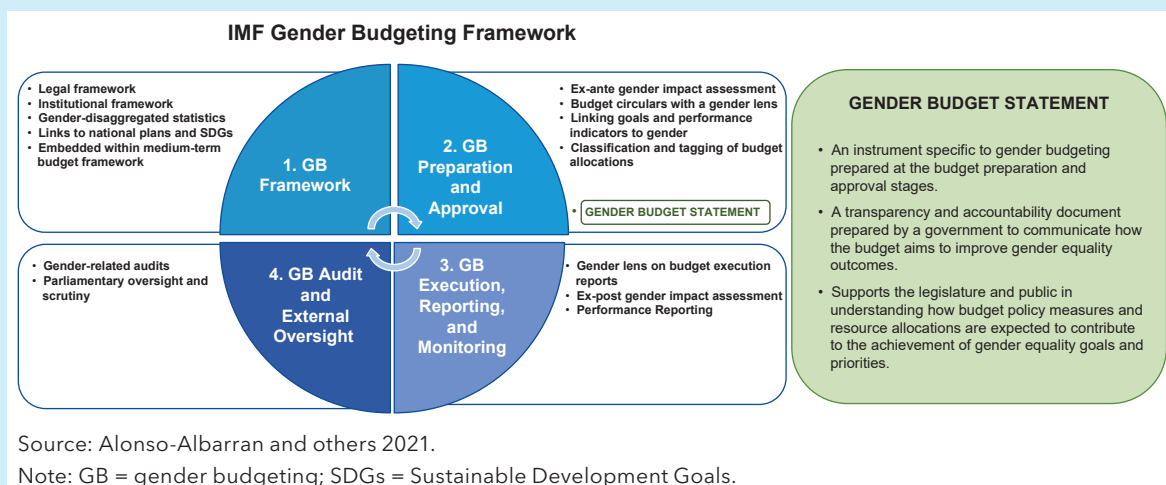 IMF Gender Budgeting Framework
• Legal framework
• Institutional framework
• Gender-disaggregated statistics
• Links to national plans and SDGs
• Embedded within medium-term
budget framework
1. GB
Framework
2. GB
Preparation
and
Approval
• Ex-ante gender impact assessment
• Budget circulars with a gender lens
• Linking goals and performance
indicators to gender
• Classification and tagging of budget
allocations
• GENDER BUDGET STATEMENT
• Gender-related audits
• Parliamentary oversight and
scrutiny
4. GB Audit
and
External
Oversight
3. GB
Execution,
Reporting,
and
Monitoring
• Gender lens on budget execution
reports
• Ex-post gender impact assessment
• Performance Reporting
GENDER BUDGET STATEMENT
• An instrument specific to gender budgeting
prepared at the budget preparation and
approval stages.
• A transparency and accountability document
prepared by a government to communicate how
the budget aims to improve gender equality
outcomes.
• Supports the legislature and public in
understanding how budget policy measures and
resource allocations are expected to contribute
to the achievement of gender equality goals and
priorities.
Source: Alonso-Albarran and others 2021.
Note: GB = gender budgeting; SDGs = Sustainable Development Goals.